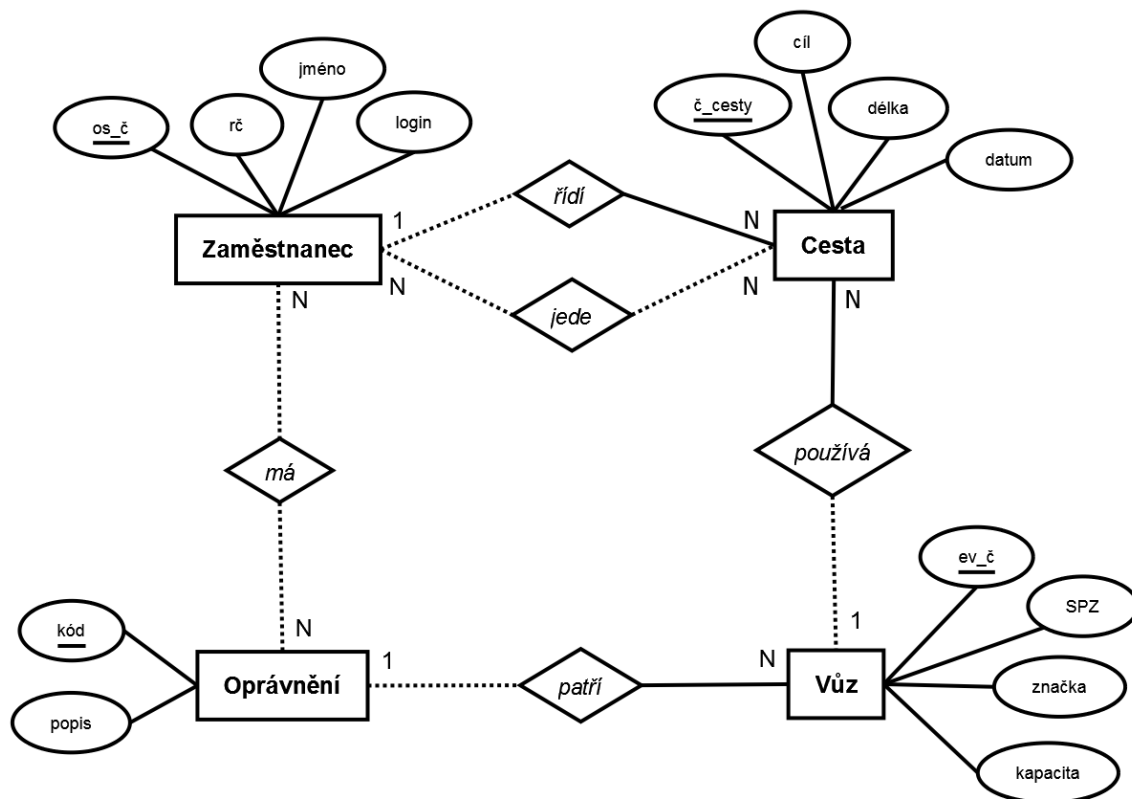 cíl
jméno
os_č
rč
login
č_cesty
délka
datum
řídí
1
N
Zaměstnanec
Cesta
N
N
N
N
jede
má
používá
ev_č
SPZ
kód
N
1
Oprávnění
1
N
patří
Vůz
značka
popis
kapacita